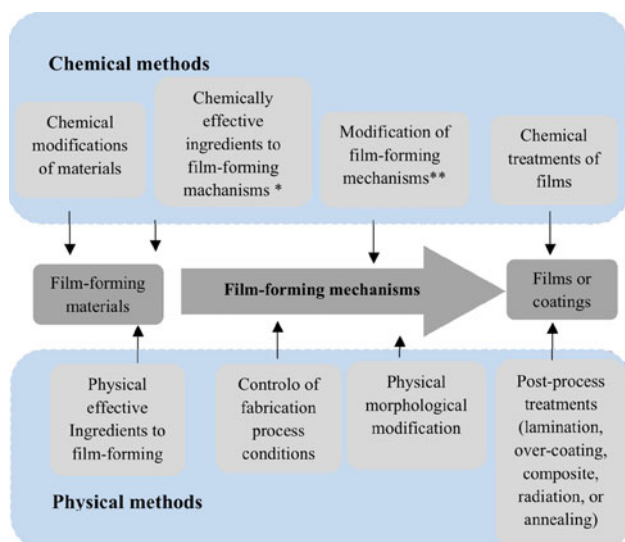 Chemical methods
Chemical
modifications
of materials
Chemically
effective
ingredients to
film-forming
machanisms *
Modification of
film-forming
mechanisms**
Chemical
treatments of
films
Film-forming
materials
Film-forming mechanisms
Films or
coatings
Physical
effective
Ingredients to
film-forming
Controlo of
fabrication
process
conditions
Physical
morphological
modification
Post-process
treatments
(lamination,
over-coating,
composite,
radiation, or
annealing)
Physical methods